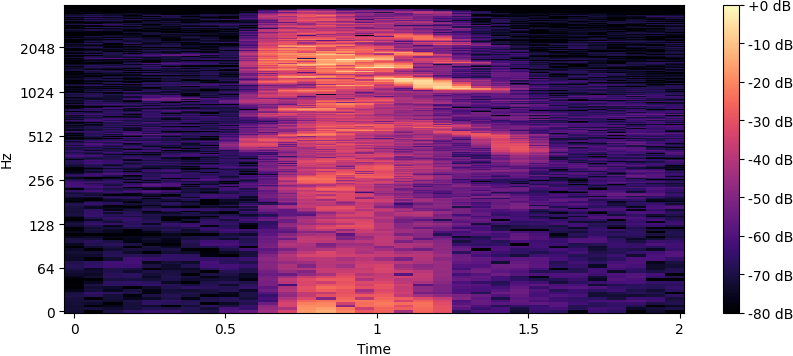 +0 dB
2048
-10 dB
1024
-20 dB
512
-30 dB
Hz
-40 dB
256
-50 dB
128
-60 dB
64
-70 dB
0
-80 dB
0 0.5 1 1.5 2
Time